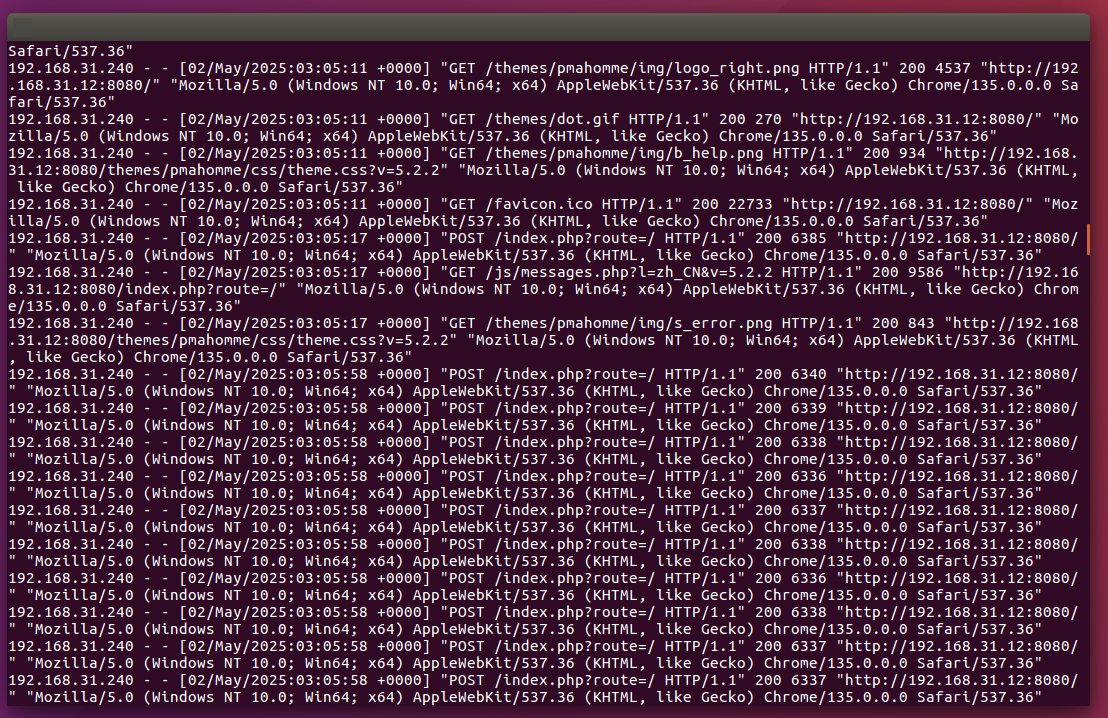 Safari/537.36"
192.168.31.240 - - [02/May/2025:03:05:11 +0000] "GET /themes/pmahomme/img/logo_right.png HTTP/1.1" 200 4537 "http://192
.168.31.12:8080/" "Mozilla/5.0 (Windows NT 10.0; Win64; x64) AppleWebKit/537.36 (KHTML, like Gecko) Chrome/135.0.0.0 Sa
fari/537.36"
192.168.31.240 - - [02/May/2025:03:05:11 +0000] "GET /themes/dot.gif HTTP/1.1" 200 270 "http://192.168.31.12:8080/" "Mo
zilla/5.0 (Windows NT 10.0; Win64; x64) AppleWebKit/537.36 (KHTML, like Gecko) Chrome/135.0.0.0 Safari/537.36"
192.168.31.240 - - [02/May/2025:03:05:11 +0000] "GET /themes/pmahomme/img/b_help.png HTTP/1.1" 200 934 "http://192.168.
31.12:8080/themes/pmahomme/css/theme.css?v=5.2.2" "Mozilla/5.0 (Windows NT 10.0; Win64; x64) AppleWebKit/537.36 (KHTML,
 like Gecko) Chrome/135.0.0.0 Safari/537.36"
192.168.31.240 - - [02/May/2025:03:05:11 +0000] "GET /favicon.ico HTTP/1.1" 200 22733 "http://192.168.31.12:8080/" "Moz
illa/5.0 (Windows NT 10.0; Win64; x64) AppleWebKit/537.36 (KHTML, like Gecko) Chrome/135.0.0.0 Safari/537.36"
192.168.31.240 - - [02/May/2025:03:05:17 +0000] "POST /index.php?route=/ HTTP/1.1" 200 6385 "http://192.168.31.12:8080/
" "Mozilla/5.0 (Windows NT 10.0; Win64; x64) AppleWebKit/537.36 (KHTML, like Gecko) Chrome/135.0.0.0 Safari/537.36"
192.168.31.240 - - [02/May/2025:03:05:17 +0000] "GET /js/messages.php?l=zh_CN&v=5.2.2 HTTP/1.1" 200 9586 "http://192.16
8.31.12:8080/index.php?route=/" "Mozilla/5.0 (Windows NT 10.0; Win64; x64) AppleWebKit/537.36 (KHTML, like Gecko) Chrom
e/135.0.0.0 Safari/537.36"
192.168.31.240 - - [02/May/2025:03:05:17 +0000] "GET /themes/pmahomme/img/s_error.png HTTP/1.1" 200 843 "http://192.168
.31.12:8080/themes/pmahomme/css/theme.css?v=5.2.2" "Mozilla/5.0 (Windows NT 10.0; Win64; x64) AppleWebKit/537.36 (KHTML
, like Gecko) Chrome/135.0.0.0 Safari/537.36"
192.168.31.240 - - [02/May/2025:03:05:58 +0000] "POST /index.php?route=/ HTTP/1.1" 200 6340 "http://192.168.31.12:8080/
" "Mozilla/5.0 (Windows NT 10.0; Win64; x64) AppleWebKit/537.36 (KHTML, like Gecko) Chrome/135.0.0.0 Safari/537.36"
192.168.31.240 - - [02/May/2025:03:05:58 +0000] "POST /index.php?route=/ HTTP/1.1" 200 6339 "http://192.168.31.12:8080/
" "Mozilla/5.0 (Windows NT 10.0; Win64; x64) AppleWebKit/537.36 (KHTML, like Gecko) Chrome/135.0.0.0 Safari/537.36"
192.168.31.240 - - [02/May/2025:03:05:58 +0000] "POST /index.php?route=/ HTTP/1.1" 200 6338 "http://192.168.31.12:8080/
" "Mozilla/5.0 (Windows NT 10.0; Win64; x64) AppleWebKit/537.36 (KHTML, like Gecko) Chrome/135.0.0.0 Safari/537.36"
192.168.31.240 - - [02/May/2025:03:05:58 +0000] "POST /index.php?route=/ HTTP/1.1" 200 6336 "http://192.168.31.12:8080/
" "Mozilla/5.0 (Windows NT 10.0; Win64; x64) AppleWebKit/537.36 (KHTML, like Gecko) Chrome/135.0.0.0 Safari/537.36"
192.168.31.240 - - [02/May/2025:03:05:58 +0000] "POST /index.php?route=/ HTTP/1.1" 200 6337 "http://192.168.31.12:8080/
" "Mozilla/5.0 (Windows NT 10.0; Win64; x64) AppleWebKit/537.36 (KHTML, like Gecko) Chrome/135.0.0.0 Safari/537.36"
192.168.31.240 - - [02/May/2025:03:05:58 +0000] "POST /index.php?route=/ HTTP/1.1" 200 6338 "http://192.168.31.12:8080/
" "Mozilla/5.0 (Windows NT 10.0; Win64; x64) AppleWebKit/537.36 (KHTML, like Gecko) Chrome/135.0.0.0 Safari/537.36"
192.168.31.240 - - [02/May/2025:03:05:58 +0000] "POST /index.php?route=/ HTTP/1.1" 200 6336 "http://192.168.31.12:8080/
" "Mozilla/5.0 (Windows NT 10.0; Win64; x64) AppleWebKit/537.36 (KHTML, like Gecko) Chrome/135.0.0.0 Safari/537.36"
192.168.31.240 - - [02/May/2025:03:05:58 +0000] "POST /index.php?route=/ HTTP/1.1" 200 6338 "http://192.168.31.12:8080/
" "Mozilla/5.0 (Windows NT 10.0; Win64; x64) AppleWebKit/537.36 (KHTML, like Gecko) Chrome/135.0.0.0 Safari/537.36"
192.168.31.240 - - [02/May/2025:03:05:58 +0000] "POST /index.php?route=/ HTTP/1.1" 200 6337 "http://192.168.31.12:8080/
" "Mozilla/5.0 (Windows NT 10.0; Win64; x64) AppleWebKit/537.36 (KHTML, like Gecko) Chrome/135.0.0.0 Safari/537.36"
192.168.31.240 - - [02/May/2025:03:05:58 +0000] "POST /index.php?route=/ HTTP/1.1" 200 6337 "http://192.168.31.12:8080/
" "Mozilla/5.0 (Windows NT 10.0; Win64; x64) AppleWebKit/537.36 (KHTML, like Gecko) Chrome/135.0.0.0 Safari/537.36"